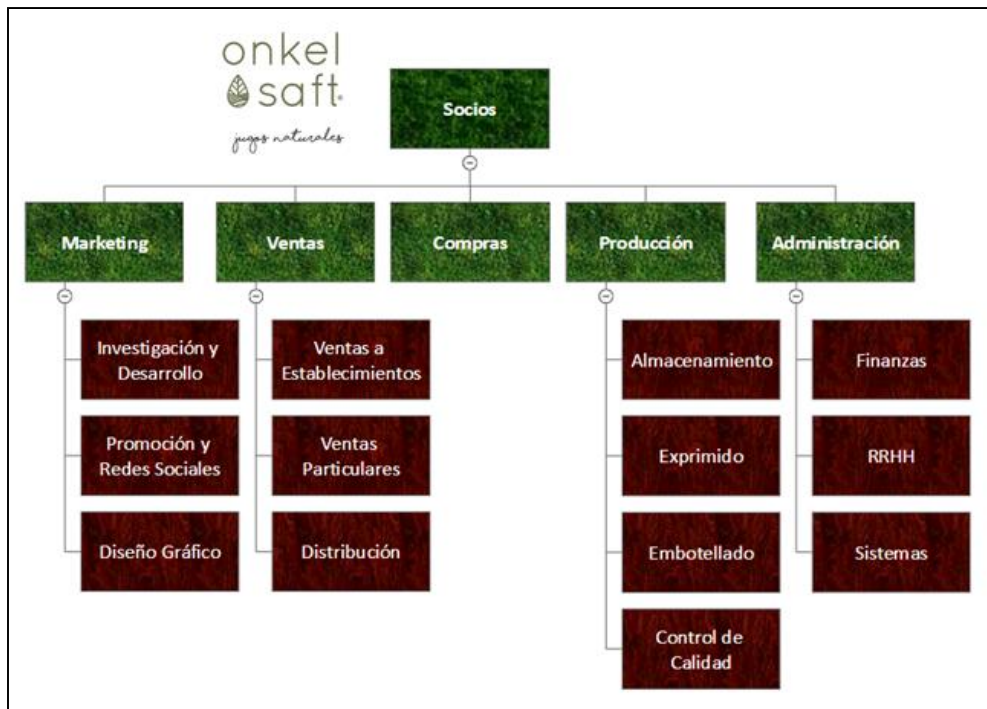 onkel
saft®
jugos naturales
Socios
Marketing
Ventas
Compras
Producción
Administración
Investigación y
Desarrollo
Promoción y
Redes Sociales
Diseño Gráfico
Ventas a
Establecimientos
Ventas
Particulares
Distribución
Almacenamiento
Exprimido
Embotellado
Control de
Calidad
Finanzas
RRHH
Sistemas